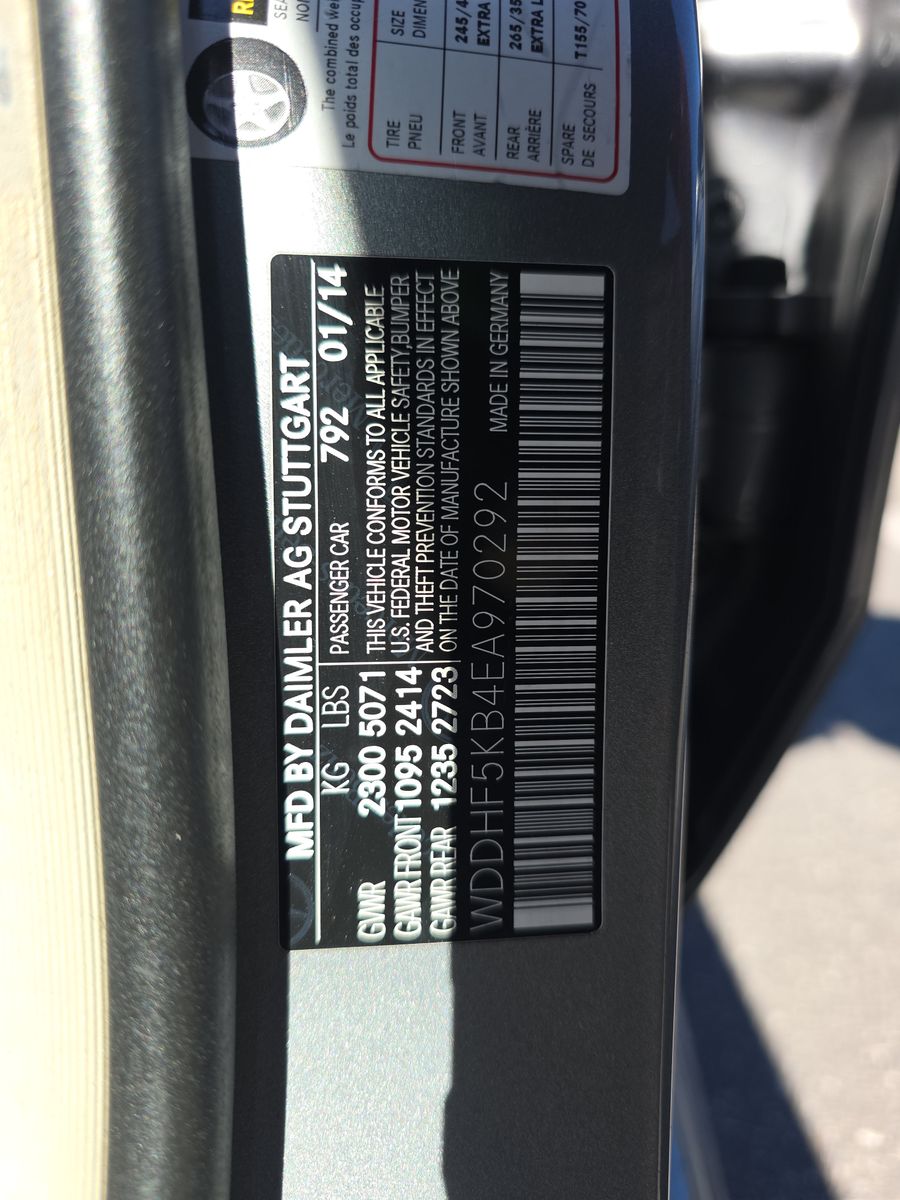 The combined
Le poids total des
TIRE SIZE
PNEU
FRONT 245/4
AVANT EXTRA
REAR 265/35
ARRIÈRE EXTRA L
SPARE T155/70
DE SECOURS
MFD BY DAIMLER AG STUTTGART
KG LBS PASSENGER CAR 792 01/14
GVWR 2300 5071 THIS VEHICLE CONFORMS TO ALL APPLICABLE
GAWR FRONT 1095 2414 U.S. FEDERAL MOTOR VEHICLE SAFETY,BUMPER
GAWR REAR 1235 2723 AND THEFT PREVENTION STANDARDS IN EFFECT
ON THE DATE OF MANUFACTURE SHOWN ABOVE
WDDHF5KB4EA970292 MADE IN GERMANY